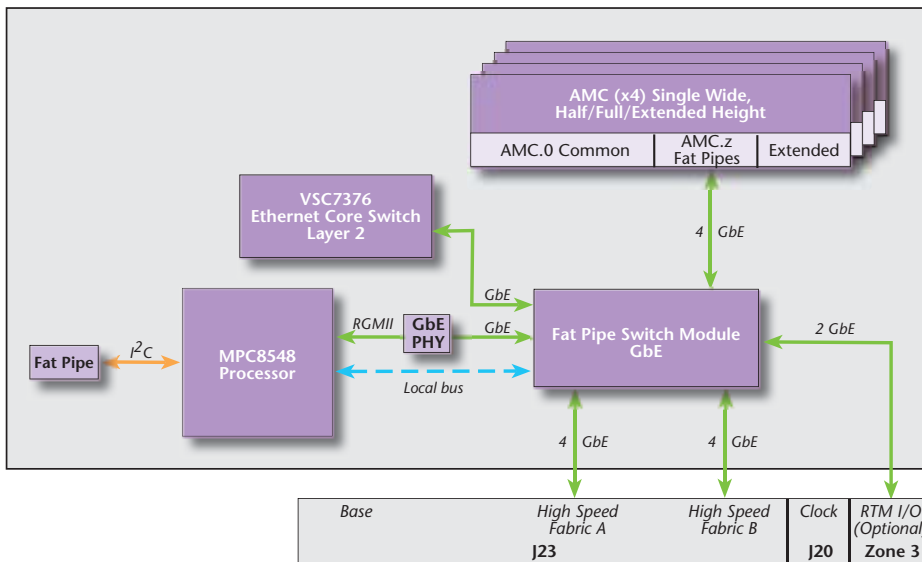 AMC (x4) Single Wide,
Half/Full/Extended Height
AMC.0 Common
AMC.z
Fat Pipes
Extended
VSC7376
Ethernet Core Switch
Layer 2
4 GbE
GbE
RGMII
GbE
PHY
GbE
Fat Pipe Switch Module
GbE
2 GbE
Fat Pipe
I²C
MPC8548
Processor
Local bus
4 GbE
4 GbE
Base
High Speed
Fabric A
High Speed
Fabric B
J23
Clock
J20
RTM I/O
(Optional)
Zone 3